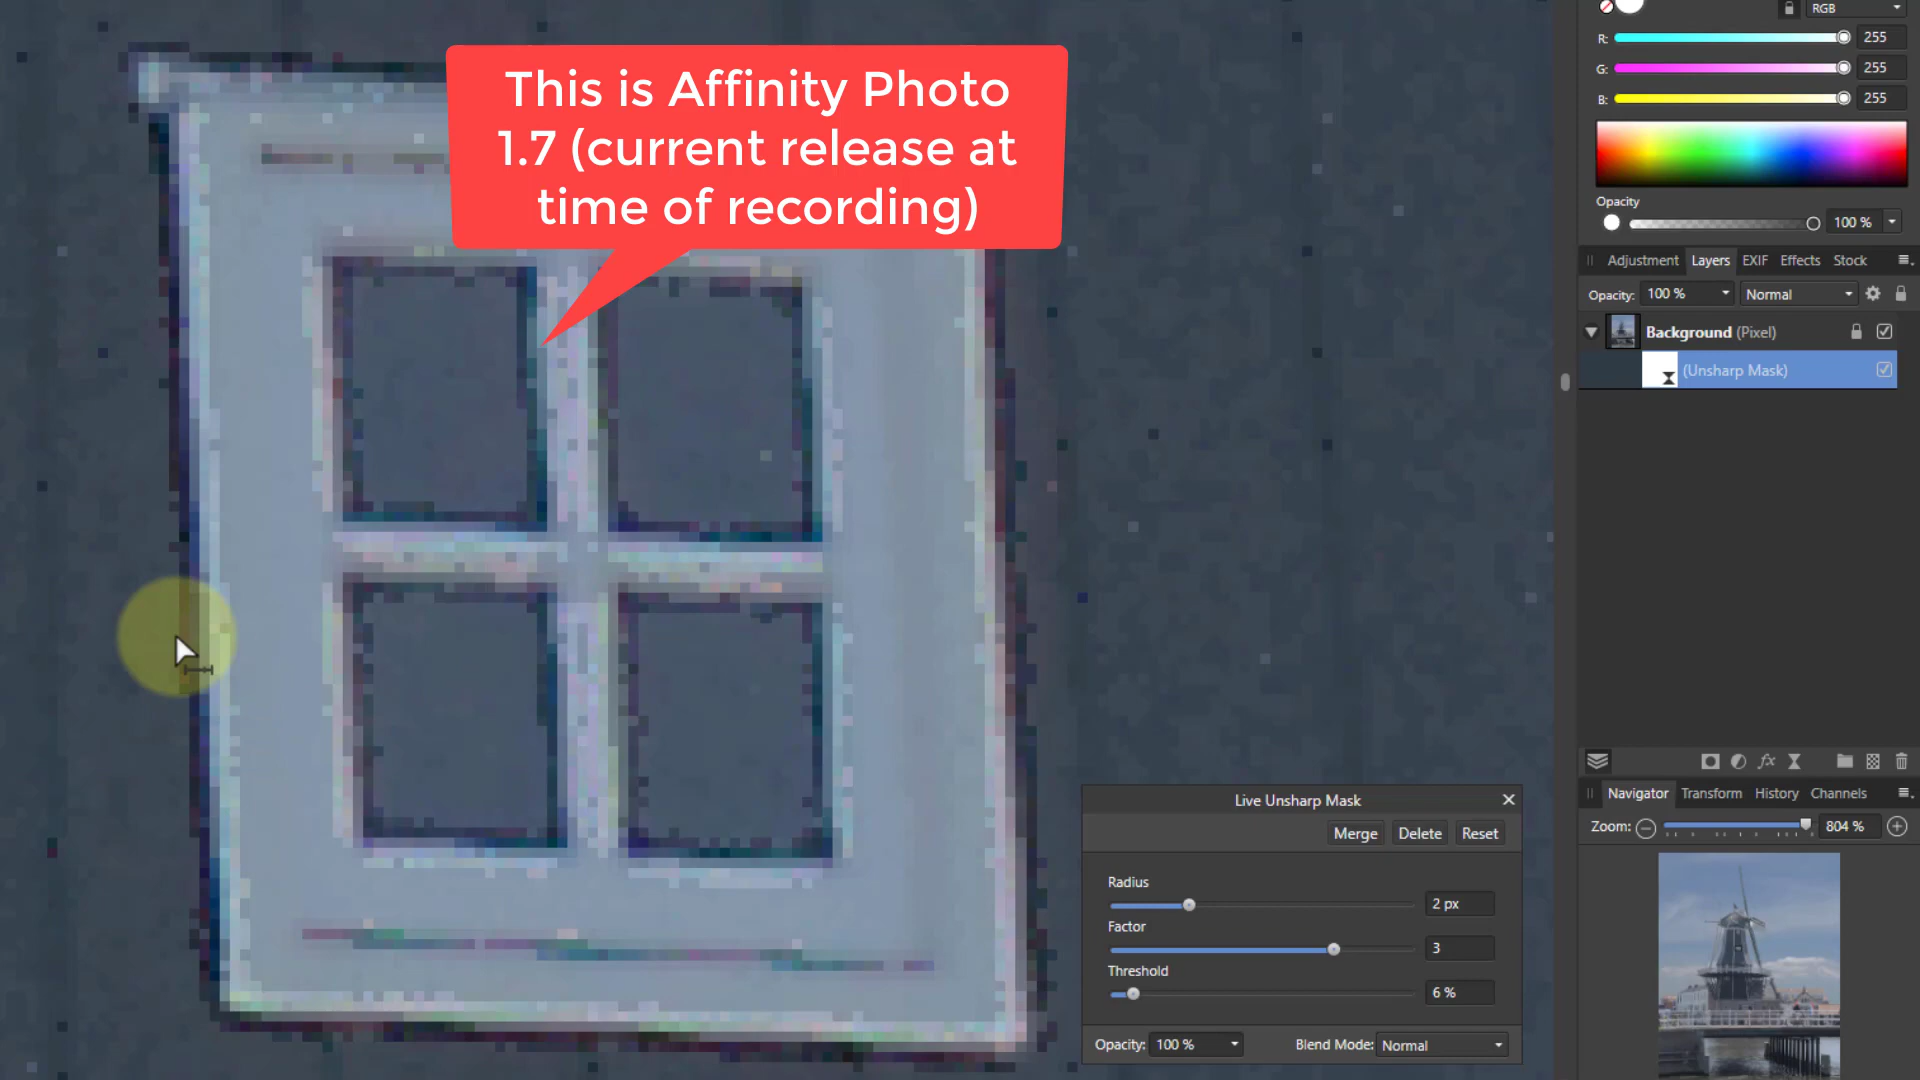 This is Affinity Photo
1.7 (current release at
time of recording)
RGB
R: 255
G: 255
B: 255
Opacity
100 %
Adjustment Layers EXIF Effects Stock
Opacity: 100 % Normal
Background (Pixel)
(Unsharp Mask)
fx
Navigator Transform History Channels
Zoom: 804 %
Live Unsharp Mask
Merge Delete Reset
Radius
2 px
Factor
3
Threshold
6 %
Opacity: 100 % Blend Mode: Normal